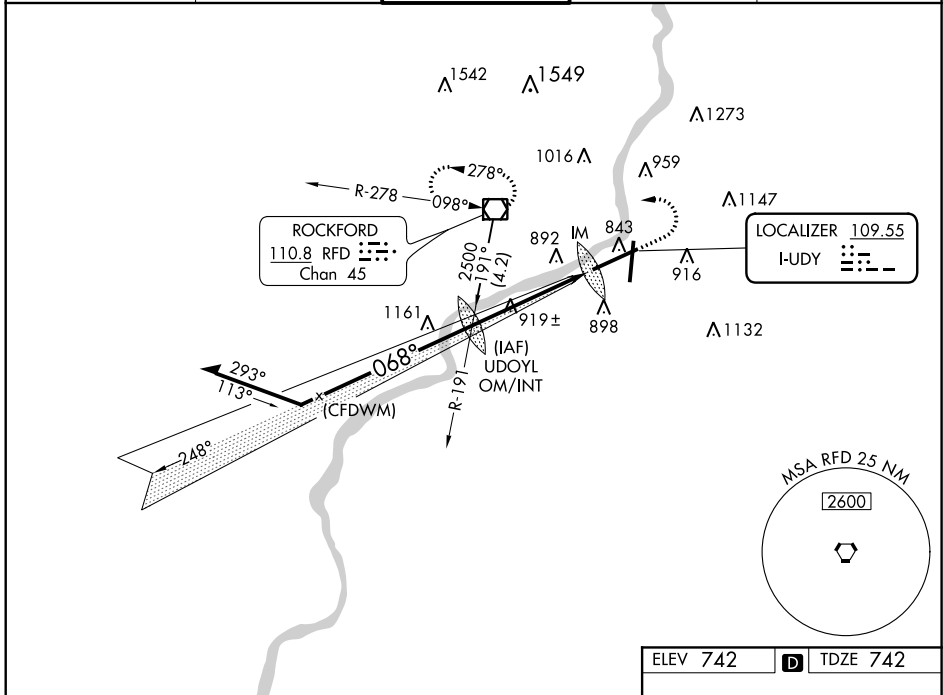 1542
1549
1273
1016
959
278°
R-278
098°
1147
ROCKFORD
110.8 RFD
Chan 45
LOCALIZER 109.55
I-UDY
892
IM
843
916
2500
191°
(4.2)
1161
919±
898
1132
(IAF)
UDOYL
OM/INT
068°
293°
113°
(CFDWM)
R-191
248°
MSA RFD 25 NM
2600
ELEV 742 D TDZE 742